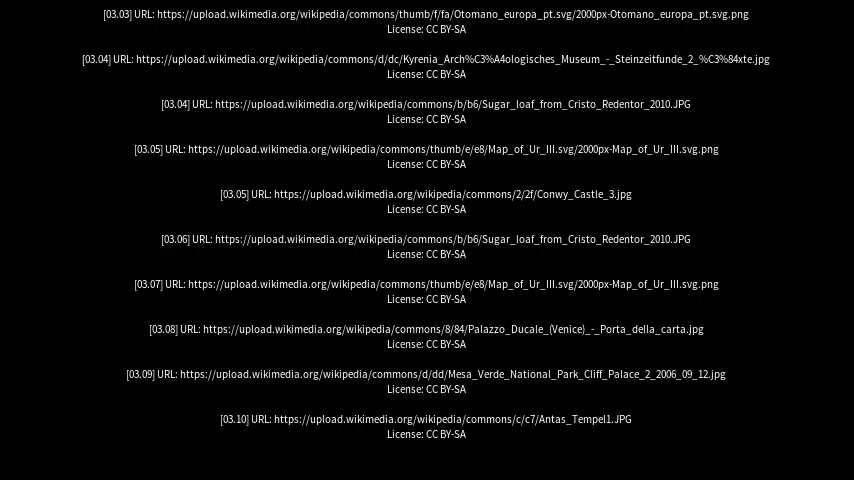 [03.03] URL: https://upload.wikimedia.org/wikipedia/commons/thumb/f/fa/Otomano_europa_pt.svg/2000px-Otomano_europa_pt.svg.png
License: CC BY-SA
[03.04] URL: https://upload.wikimedia.org/wikipedia/commons/d/dc/Kyrenia_Arch%C3%A4ologisches_Museum_-_Steinzeitfunde_2_%C3%84xte.jpg
License: CC BY-SA
[03.04] URL: https://upload.wikimedia.org/wikipedia/commons/b/b6/Sugar_loaf_from_Cristo_Redentor_2010.JPG
License: CC BY-SA
[03.05] URL: https://upload.wikimedia.org/wikipedia/commons/thumb/e/e8/Map_of_Ur_III.svg/2000px-Map_of_Ur_III.svg.png
License: CC BY-SA
[03.05] URL: https://upload.wikimedia.org/wikipedia/commons/2/2f/Conwy_Castle_3.jpg
License: CC BY-SA
[03.06] URL: https://upload.wikimedia.org/wikipedia/commons/b/b6/Sugar_loaf_from_Cristo_Redentor_2010.JPG
License: CC BY-SA
[03.07] URL: https://upload.wikimedia.org/wikipedia/commons/thumb/e/e8/Map_of_Ur_III.svg/2000px-Map_of_Ur_III.svg.png
License: CC BY-SA
[03.08] URL: https://upload.wikimedia.org/wikipedia/commons/8/84/Palazzo_Ducale_(Venice)_-_Porta_della_carta.jpg
License: CC BY-SA
[03.09] URL: https://upload.wikimedia.org/wikipedia/commons/d/dd/Mesa_Verde_National_Park_Cliff_Palace_2_2006_09_12.jpg
License: CC BY-SA
[03.10] URL: https://upload.wikimedia.org/wikipedia/commons/c/c7/Antas_Tempel1.JPG
License: CC BY-SA